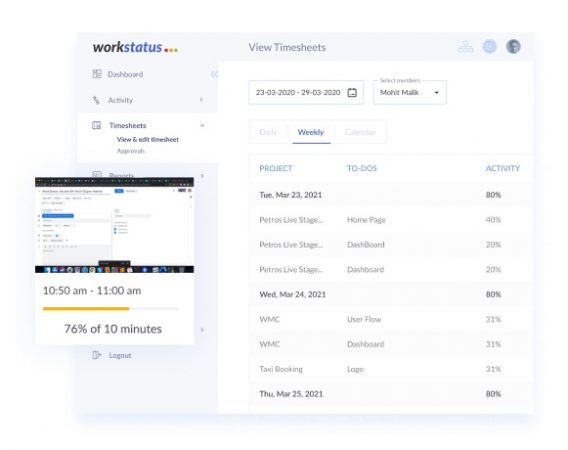 workstatus
View Timesheets
Dashboard
Activity
Timesheets
View & edit timesheet
Approvals
Reports
Logout
23-03-2020 - 29-03-2020
Select members
Mohit Malik
Daily
Weekly
Calendar
PROJECT TO-DOS ACTIVITY
Tue, Mar 23, 2021 80%
Petros Live Stage... Home Page 40%
Petros Live Stage... DashBoard 20%
Petros Live Stage... Dashboard 20%
Wed, Mar 24, 2021 80%
WMC User Flow 31%
WMC Dashboard 31%
Taxi Booking Logo 31%
Thu, Mar 25, 2021 80%
10:50 am - 11:00 am
76% of 10 minutes